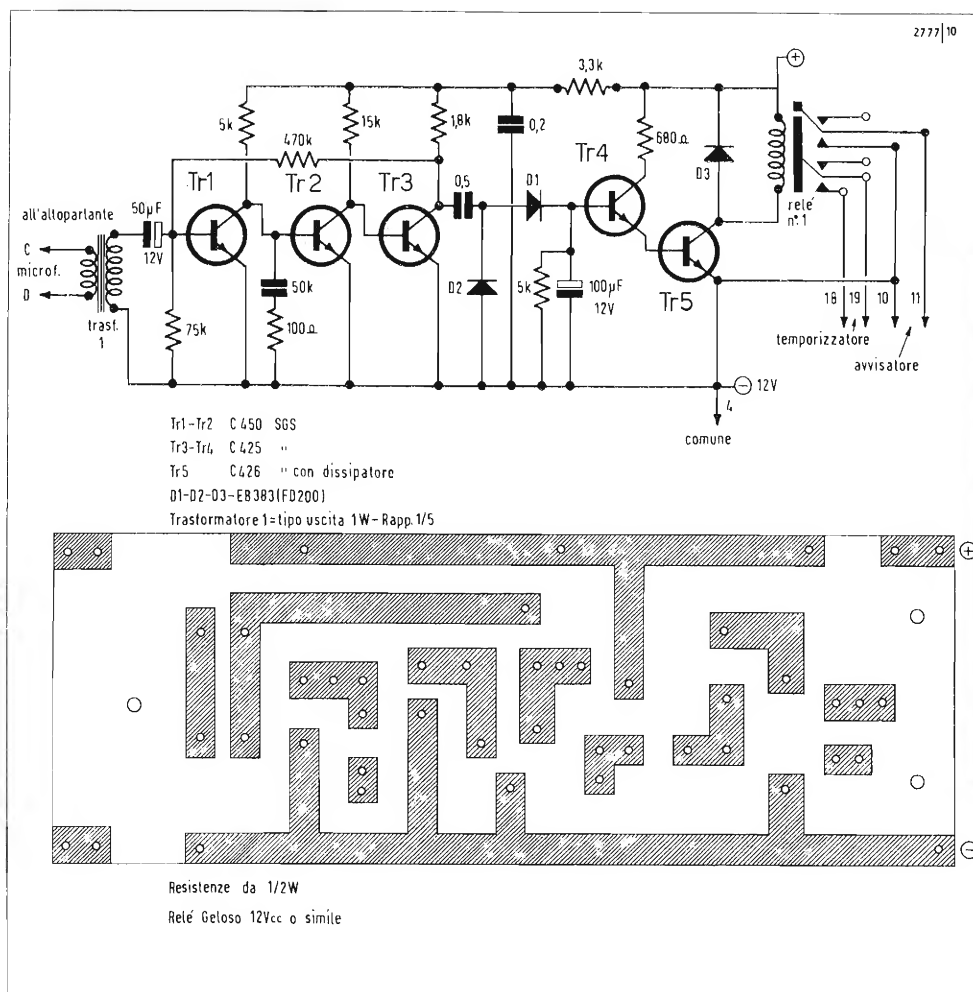 2777|10
+
3,3k
5k
15k
1,8k
0,2
680Ω
470k
Tr1
Tr2
Tr3
Tr4
D3
0,5
D1
relé
n°1
all'altoparlante
50µF
12V
C
microf.
D
trasf.
1
75k
50k
100Ω
D2
5k
100µF
12V
Tr5
18
19
10
11
temporizzatore
avvisatore
− 12V
4
comune
Tr1-Tr2 C450 SGS
Tr3-Tr4 C425 "
Tr5 C426 " con dissipatore
D1-D2-D3-EB383(FD200)
Trasformatore 1=tipo uscita 1W-Rapp.1/5
+
−
Resistenze da 1/2W
Relé Geloso 12Vcc o simile